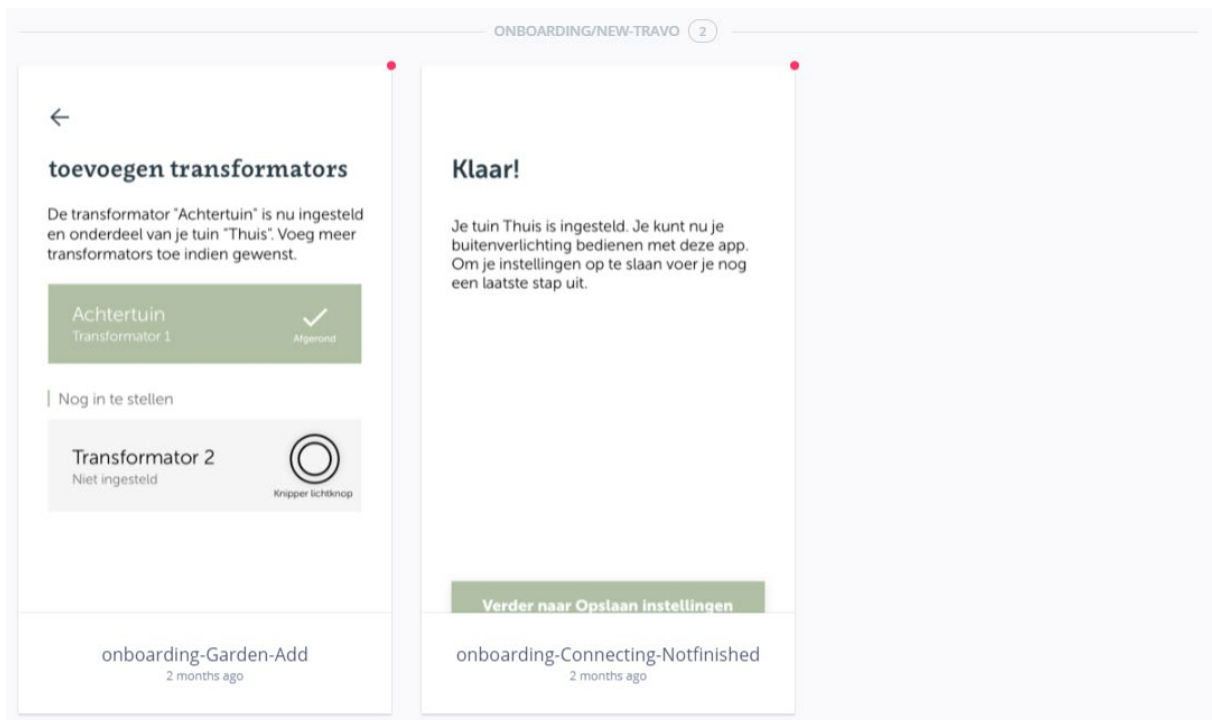 ONBOARDING/NEW-TRAVO 2
toevoegen transformators
De transformator "Achtertuin" is nu ingesteld
en onderdeel van je tuin "Thuis". Voeg meer
transformators toe indien gewenst.
Achtertuin
Transformator 1
Afgerond
Nog in te stellen
Transformator 2
Niet ingesteld
Knipper lichtknop
onboarding-Garden-Add
2 months ago
Klaar!
Je tuin Thuis is ingesteld. Je kunt nu je
buitenverlichting bedienen met deze app.
Om je instellingen op te slaan voer je nog
een laatste stap uit.
Verder naar Opslaan instellingen
onboarding-Connecting-Notfinished
2 months ago